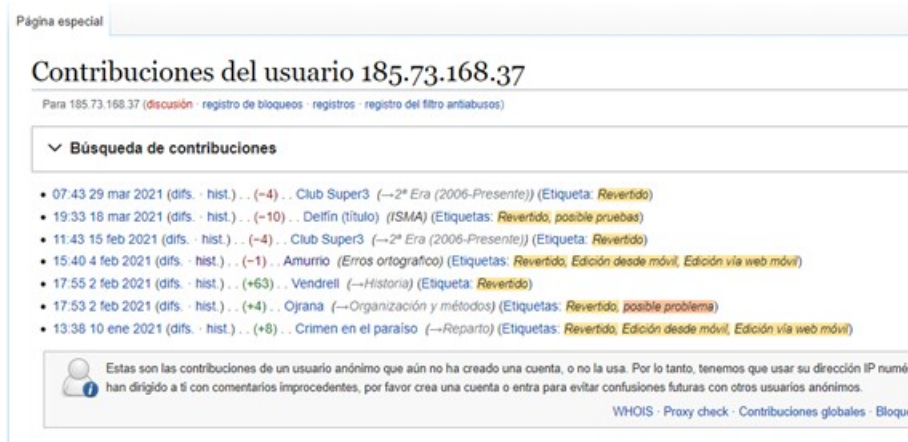 Página especial
Contribuciones del usuario 185.73.168.37
Para 185.73.168.37 (discusión · registro de bloqueos · registros · registro del filtro antiabusos)
Búsqueda de contribuciones
• 07:43 29 mar 2021 (difs. · hist.) . . (−4) . . Club Super3 (→2ª Era (2006-Presente)) (Etiqueta: Revertido)
• 19:33 18 mar 2021 (difs. · hist.) . . (−10) . . Delfín (título) (ISMA) (Etiquetas: Revertido, posible pruebas)
• 11:43 15 feb 2021 (difs. · hist.) . . (−4) . . Club Super3 (→2ª Era (2006-Presente)) (Etiqueta: Revertido)
• 15:40 4 feb 2021 (difs. · hist.) . . (−1) . . Amurrio (Erros ortografico) (Etiquetas: Revertido, Edición desde móvil, Edición vía web móvil)
• 17:55 2 feb 2021 (difs. · hist.) . . (+63) . . Vendrell (→Historia) (Etiqueta: Revertido)
• 17:53 2 feb 2021 (difs. · hist.) . . (+4) . . Ojrana (→Organización y métodos) (Etiquetas: Revertido, posible problema)
• 13:38 10 ene 2021 (difs. · hist.) . . (+8) . . Crimen en el paraíso (→Reparto) (Etiquetas: Revertido, Edición desde móvil, Edición vía web móvil)
Estas son las contribuciones de un usuario anónimo que aún no ha creado una cuenta, o no la usa. Por lo tanto, tenemos que usar su dirección IP numé
han dirigido a ti con comentarios improcedentes, por favor crea una cuenta o entra para evitar confusiones futuras con otros usuarios anónimos.
WHOIS · Proxy check · Contribuciones globales · Bloque